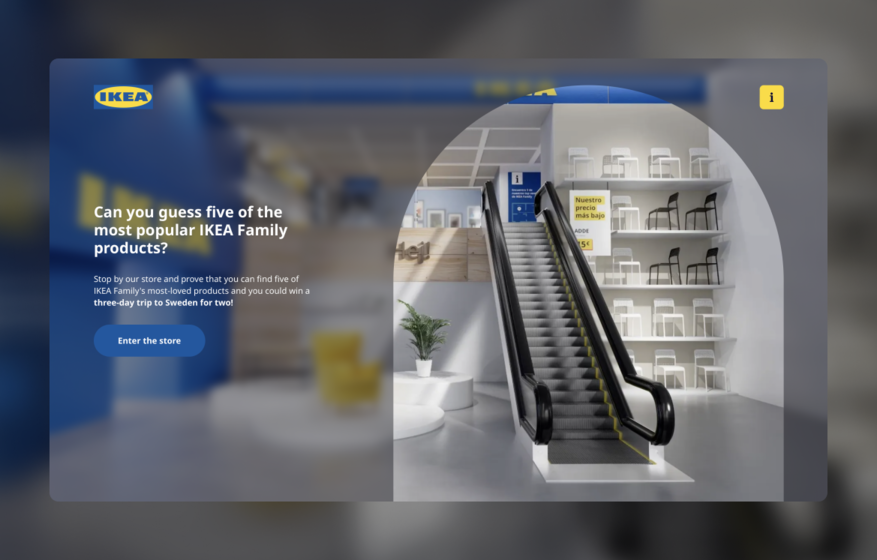 IKEA
i
Can you guess five of the
most popular IKEA Family
products?
Stop by our store and prove that you can find five of
IKEA Family's most-loved products and you could win a
three-day trip to Sweden for two!
Enter the store
i
Nuestro
precio
más bajo
ADDE
5€